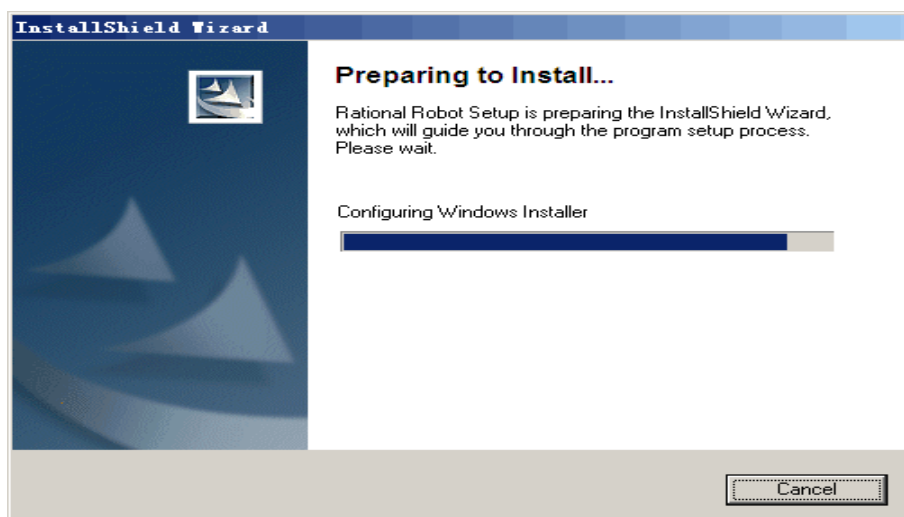 InstallShield Wizard
Preparing to Install...
Rational Robot Setup is preparing the InstallShield Wizard,
which will guide you through the program setup process.
Please wait.
Configuring Windows Installer
Cancel